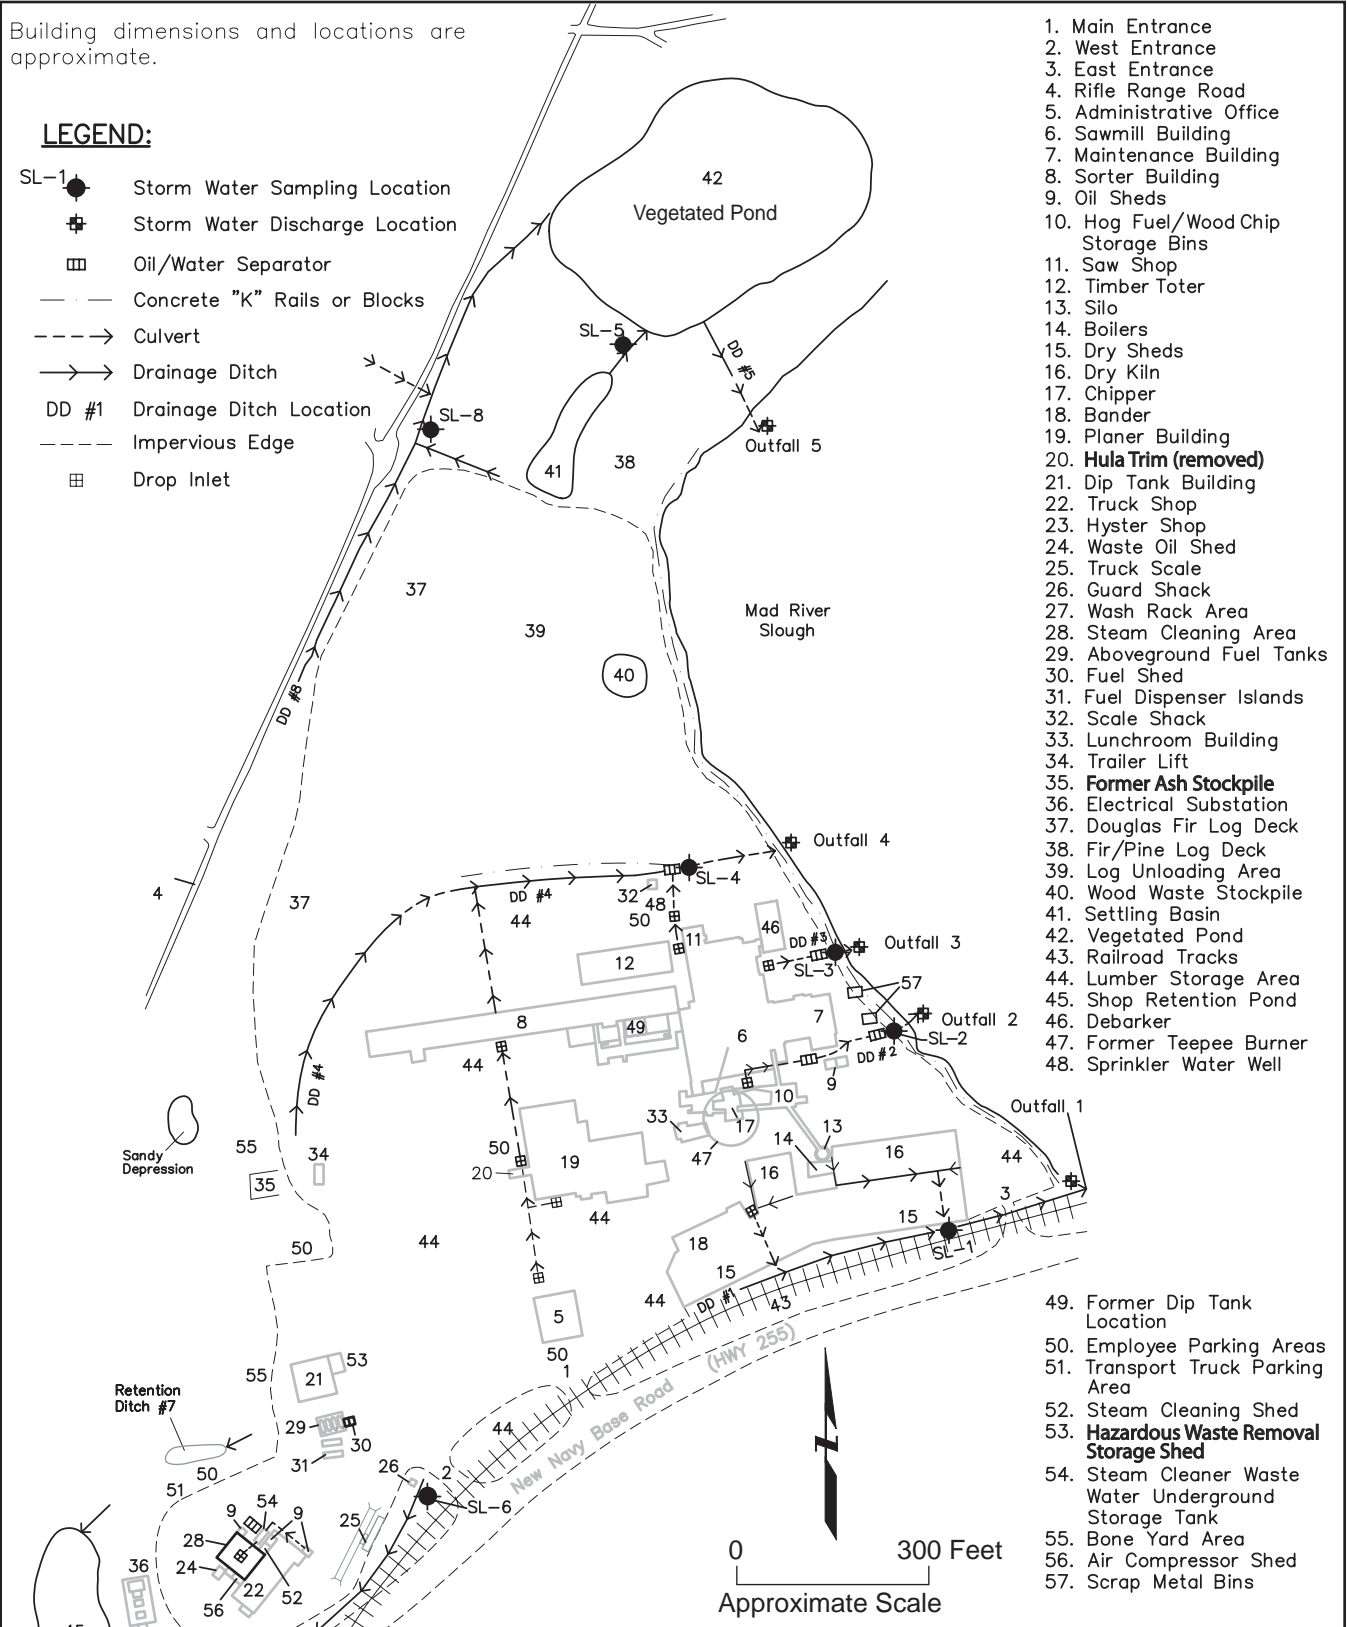 Building dimensions and locations are
approximate.
LEGEND:
SL-1
Storm Water Sampling Location
Storm Water Discharge Location
Oil/Water Separator
Concrete "K" Rails or Blocks
Culvert
Drainage Ditch
DD #1 Drainage Ditch Location
Impervious Edge
Drop Inlet
1. Main Entrance
2. West Entrance
3. East Entrance
4. Rifle Range Road
5. Administrative Office
6. Sawmill Building
7. Maintenance Building
8. Sorter Building
9. Oil Sheds
10. Hog Fuel/Wood Chip
Storage Bins
11. Saw Shop
12. Timber Toter
13. Silo
14. Boilers
15. Dry Sheds
16. Dry Kiln
17. Chipper
18. Bander
19. Planer Building
20. Hula Trim (removed)
21. Dip Tank Building
22. Truck Shop
23. Hyster Shop
24. Waste Oil Shed
25. Truck Scale
26. Guard Shack
27. Wash Rack Area
28. Steam Cleaning Area
29. Aboveground Fuel Tanks
30. Fuel Shed
31. Fuel Dispenser Islands
32. Scale Shack
33. Lunchroom Building
34. Trailer Lift
35. Former Ash Stockpile
36. Electrical Substation
37. Douglas Fir Log Deck
38. Fir/Pine Log Deck
39. Log Unloading Area
40. Wood Waste Stockpile
41. Settling Basin
42. Vegetated Pond
43. Railroad Tracks
44. Lumber Storage Area
45. Shop Retention Pond
46. Debarker
47. Former Teepee Burner
48. Sprinkler Water Well
49. Former Dip Tank
Location
50. Employee Parking Areas
51. Transport Truck Parking
Area
52. Steam Cleaning Shed
53. Hazardous Waste Removal
Storage Shed
54. Steam Cleaner Waste
Water Underground
Storage Tank
55. Bone Yard Area
56. Air Compressor Shed
57. Scrap Metal Bins
42
Vegetated Pond
SL-5
DD #5
SL-8
Outfall 5
41
38
37
39
Mad River
Slough
40
DD #8
4
37
Outfall 4
SL-4
DD #4
32
48
44
50
11
46
DD #3
Outfall 3
SL-3
12
57
8
49
7
Outfall 2
SL-2
6
DD #2
44
9
10
DD #4
Outfall 1
33
17
13
Sandy
Depression
55
34
50
19
47
14
16
16
44
20
35
3
44
15
50
44
18
SL-1
15
44
DD #1
43
5
(HWY 255)
50
1
53
55
21
New Navy Base Road
Retention
Ditch #7
29
30
44
31
50
26
2
51
SL-6
9
54
9
25
28
24
36
22
52
56
0
300 Feet
Approximate Scale